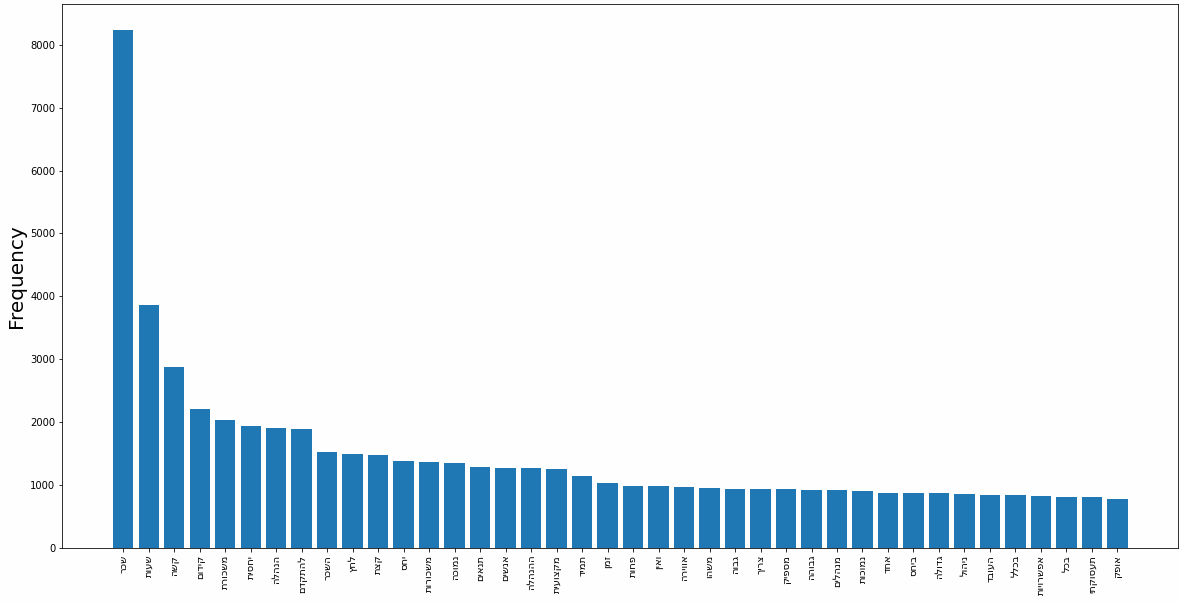 Frequency
8000
7000
6000
5000
4000
3000
2000
1000
0
שכר
שעות
קשה
קידום
משכורת
יחסית
הנהלה
להתקדם
השכר
לחץ
קצת
יחס
משכורות
נמוכה
תנאים
אנשים
ההנהלה
מקצועית
תמיד
זמן
פחות
ואין
אווירה
משהו
גבוה
צריך
מספיק
גבוהה
מנהלים
נמוכות
אחד
ביחס
גדולה
ניהול
העובד
בכלל
אפשרויות
בכל
תעסוקתי
אופק